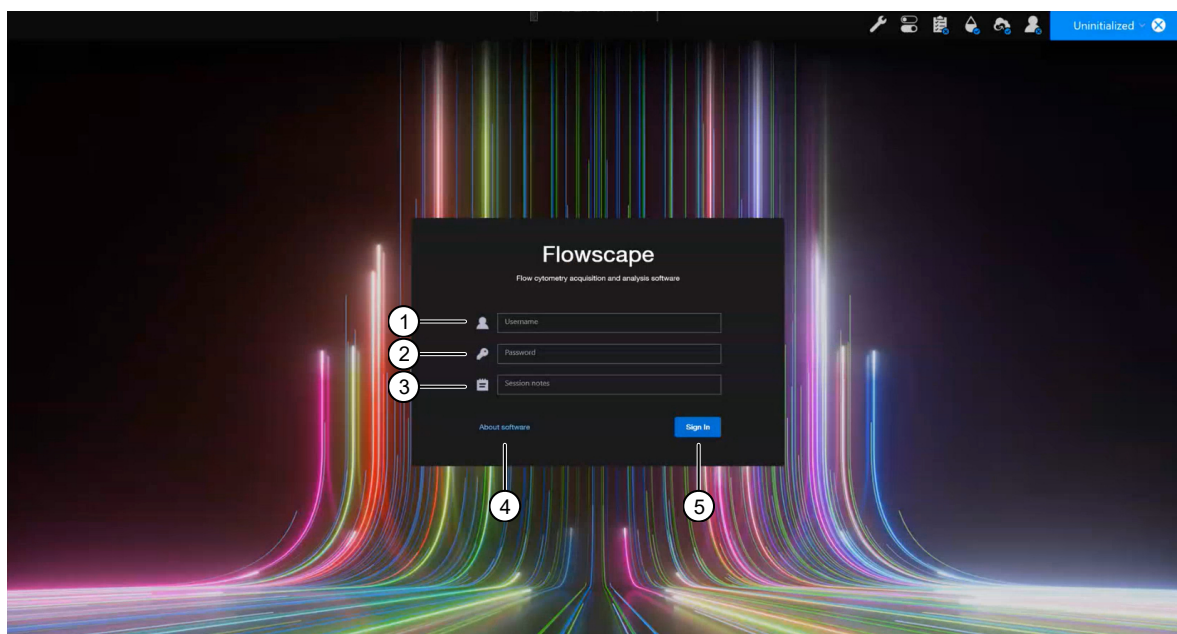 Uninitialized
Flowscape
Flow cytometry acquisition and analysis software
1 Username
2 Password
3 Session notes
About software Sign In
4 5